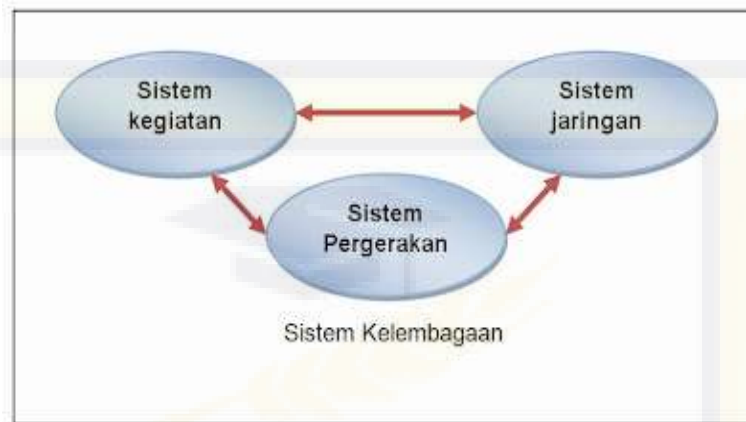 Sistem
kegiatan
Sistem
jaringan
Sistem
Pergerakan
Sistem Kelembagaan